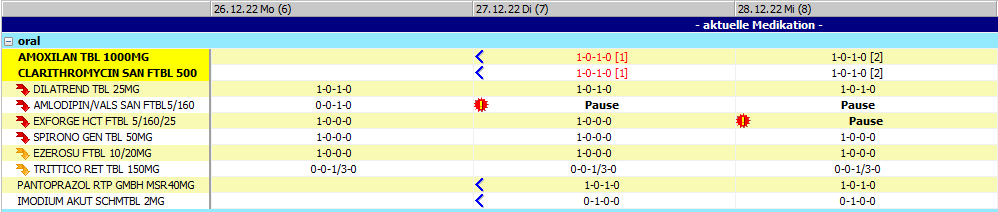 26.12.22 Mo (6) 27.12.22 Di (7) 28.12.22 Mi (8)
- aktuelle Medikation -
oral
AMOXILAN TBL 1000MG 1-0-1-0 [1] 1-0-1-0 [2]
CLARITHROMYCIN SAN FTBL 500 1-0-1-0 [1] 1-0-1-0 [2]
DILATREND TBL 25MG 1-0-1-0 1-0-1-0 1-0-1-0
AMLODIPIN/VALS SAN FTBL5/160 0-0-1-0 Pause Pause
EXFORGE HCT FTBL 5/160/25 1-0-0-0 1-0-0-0 Pause
SPIRONO GEN TBL 50MG 1-0-0-0 1-0-0-0 1-0-0-0
EZEROSU FTBL 10/20MG 1-0-0-0 1-0-0-0 1-0-0-0
TRITTICO RET TBL 150MG 0-0-1/3-0 0-0-1/3-0 0-0-1/3-0
PANTOPRAZOL RTP GMBH MSR40MG 1-0-1-0 1-0-1-0
IMODIUM AKUT SCHMTBL 2MG 0-1-0-0 0-1-0-0